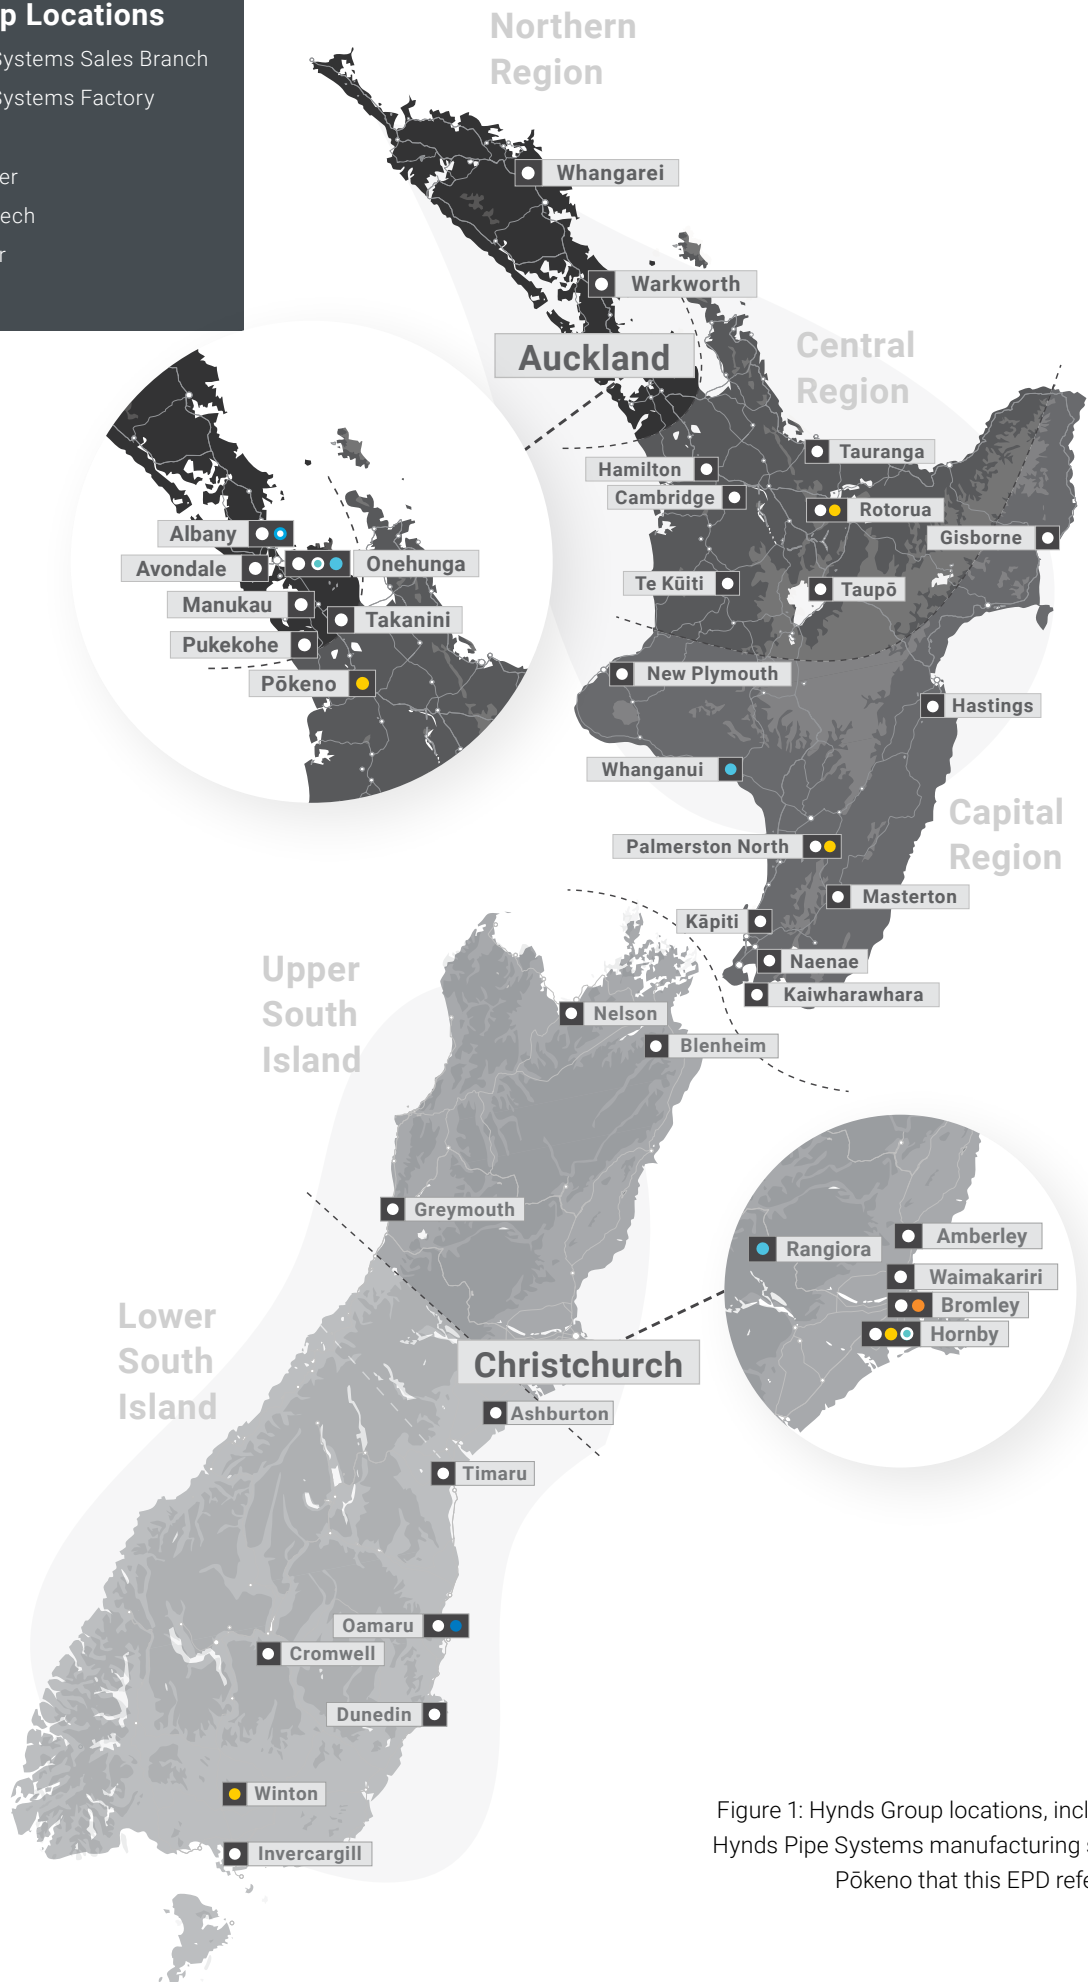 p Locations
Systems Sales Branch
Systems Factory
er
ech
r
Northern
Region
Whangarei
Warkworth
Auckland
Central
Region
Tauranga
Hamilton
Cambridge
Rotorua
Gisborne
Te Kūiti
Taupō
Albany
Avondale
Onehunga
Manukau
Takanini
Pukekohe
Pōkeno
New Plymouth
Hastings
Whanganui
Capital
Region
Palmerston North
Masterton
Kāpiti
Naenae
Kaiwharawhara
Upper
South
Island
Nelson
Blenheim
Greymouth
Amberley
Rangiora
Waimakariri
Bromley
Hornby
Lower
South
Island
Christchurch
Ashburton
Timaru
Oamaru
Cromwell
Dunedin
Winton
Invercargill
Figure 1: Hynds Group locations, incl
Hynds Pipe Systems manufacturing s
Pōkeno that this EPD refe